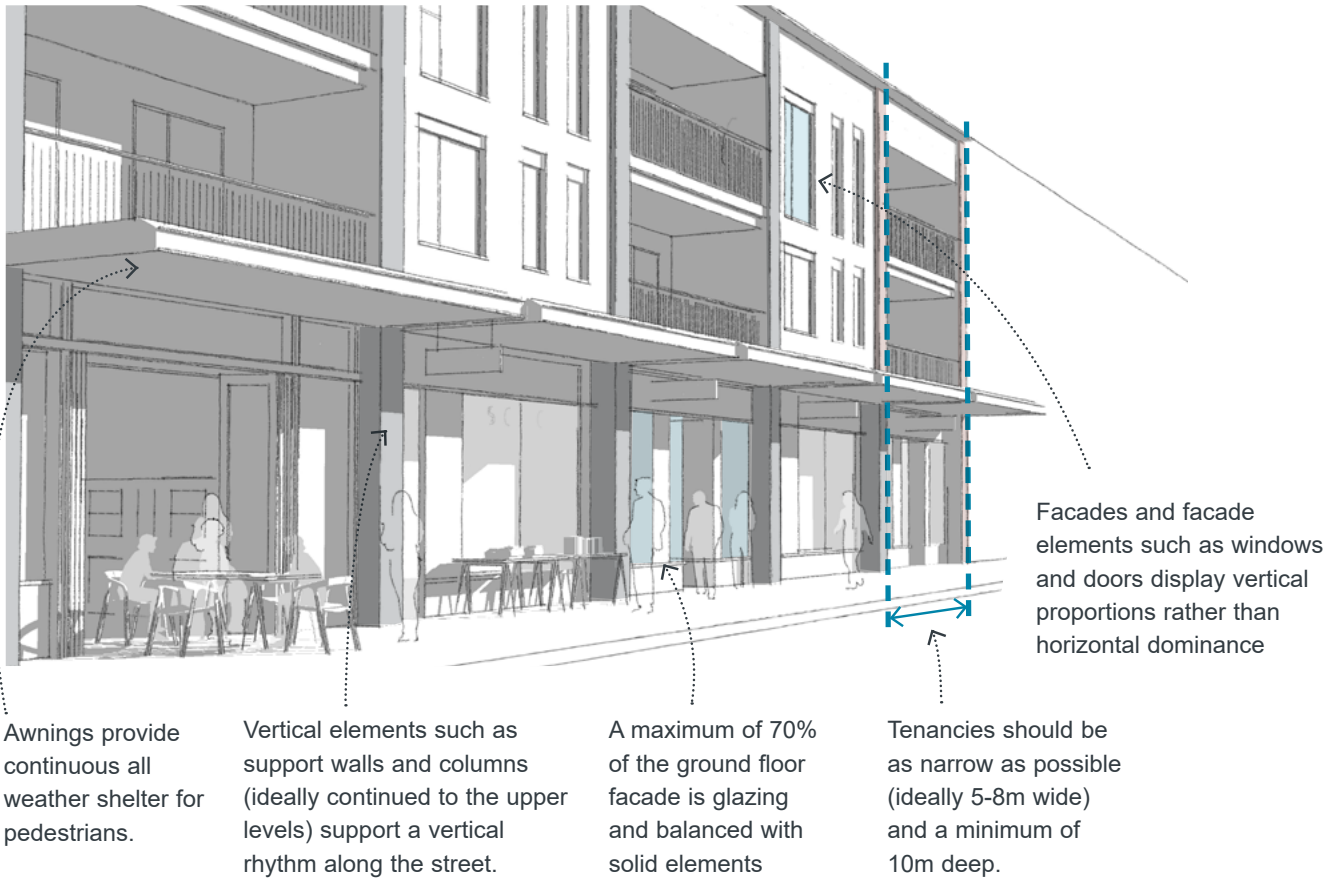 Facades and facade
elements such as windows
and doors display vertical
proportions rather than
horizontal dominance
Awnings provide
continuous all
weather shelter for
pedestrians.
Vertical elements such as
support walls and columns
(ideally continued to the upper
levels) support a vertical
rhythm along the street.
A maximum of 70%
of the ground floor
facade is glazing
and balanced with
solid elements
Tenancies should be
as narrow as possible
(ideally 5-8m wide)
and a minimum of
10m deep.